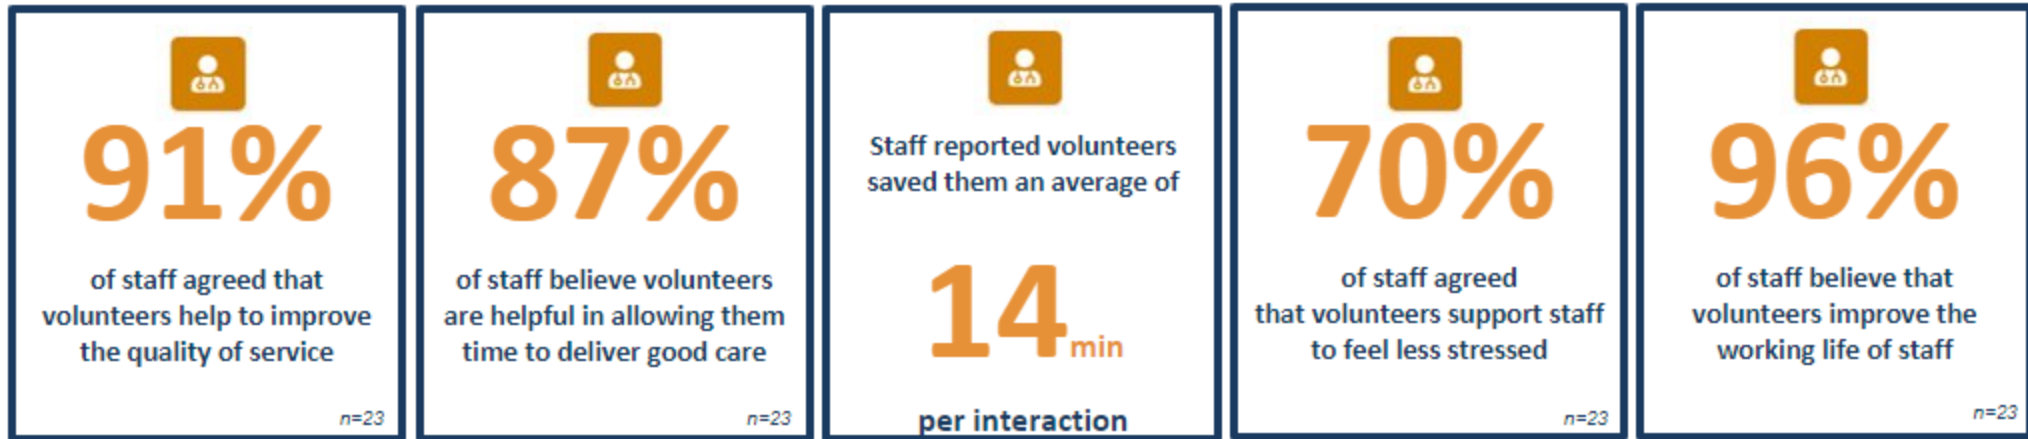 91%
of staff agreed that
volunteers help to improve
the quality of service
n=23
87%
of staff believe volunteers
are helpful in allowing them
time to deliver good care
n=23
Staff reported volunteers
saved them an average of
14 min
per interaction
70%
of staff agreed
that volunteers support staff
to feel less stressed
n=23
96%
of staff believe that
volunteers improve the
working life of staff
n=23